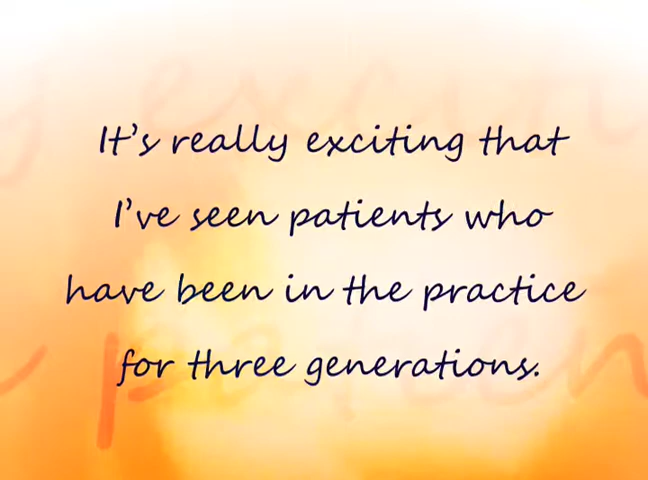 It's really exciting that
I've seen patients who
have been in the practice
for three generations.